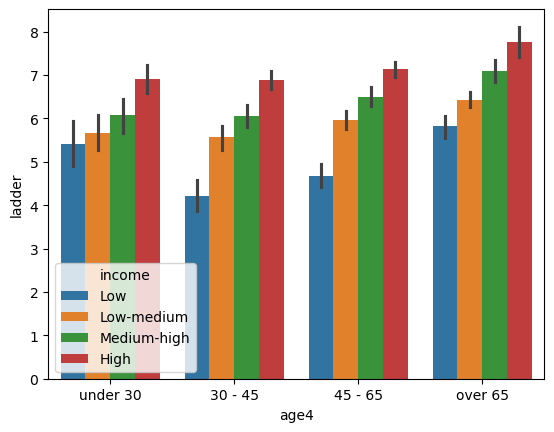 8
7
6
5
4
3
2
1
0
ladder
income
Low
Low-medium
Medium-high
High
under 30
30 - 45
45 - 65
over 65
age4